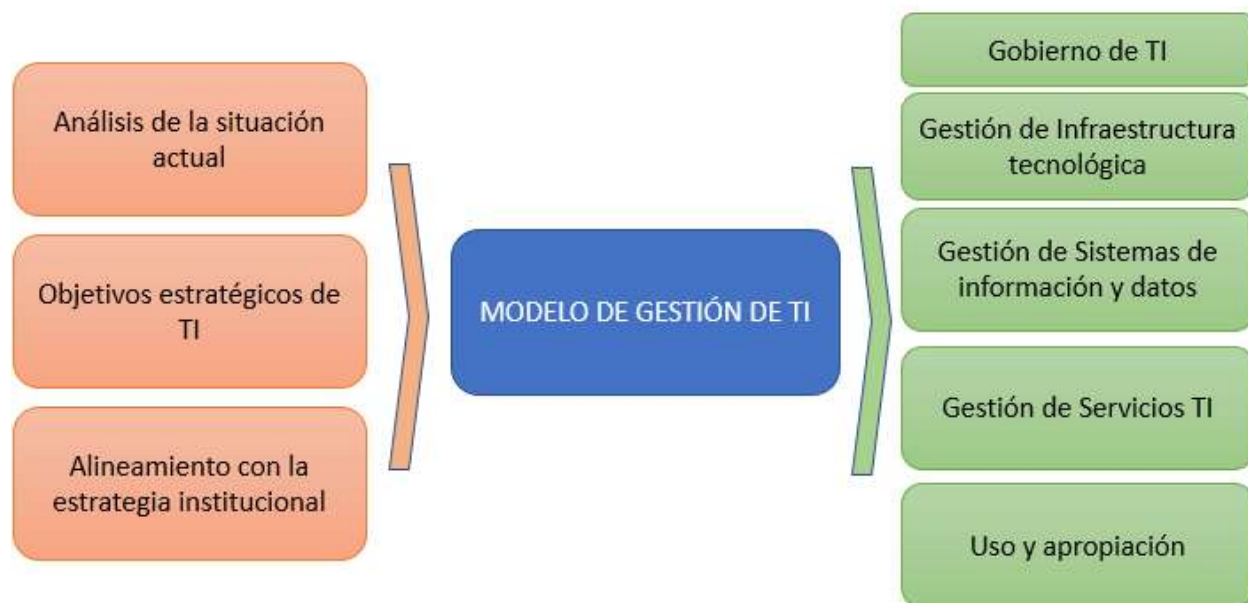 Análisis de la situación
actual
Objetivos estratégicos de
TI
Alineamiento con la
estrategia institucional
MODELO DE GESTIÓN DE TI
Gobierno de TI
Gestión de Infraestructura
tecnológica
Gestión de Sistemas de
información y datos
Gestión de Servicios TI
Uso y apropiación